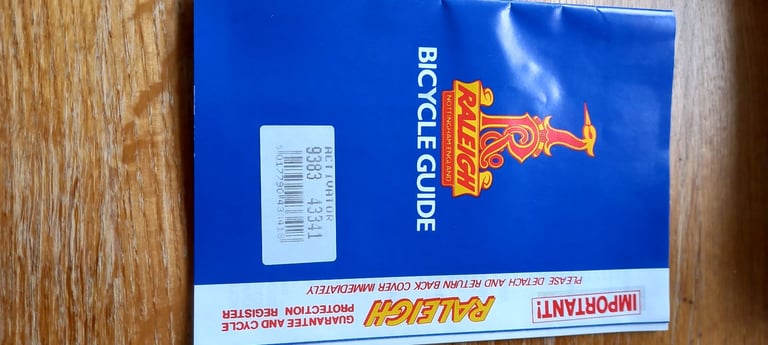 RALEIGH
NOTTINGHAM ENGLAND
BICYCLE GUIDE
ACTIVATOR
9383 43341
IMPORTANT!
PLEASE DETACH AND RETURN BACK COVER IMMEDIATELY
RALEIGH
GUARANTEE AND CYCLE
PROTECTION REGISTER